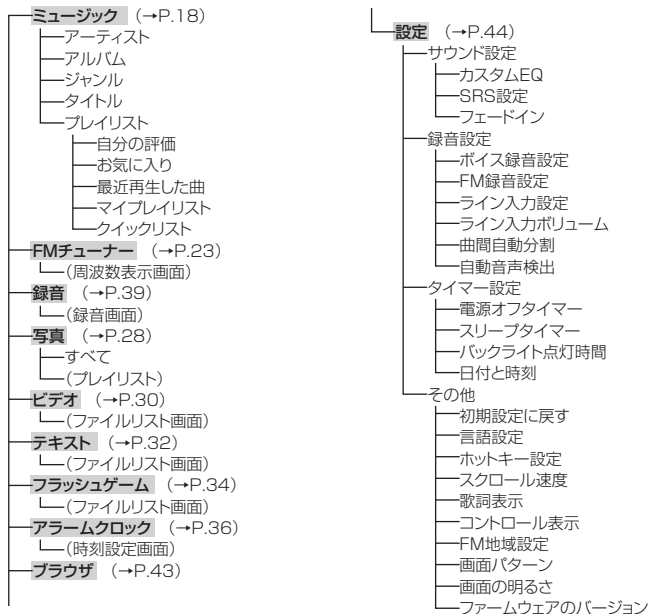 ミュージック (→P.18)
アーティスト
アルバム
ジャンル
タイトル
プレイリスト
自分の評価
お気に入り
最近再生した曲
マイプレイリスト
クイックリスト
FMチューナー (→P.23)
(周波数表示画面)
録音 (→P.39)
(録音画面)
写真 (→P.28)
すべて
(プレイリスト)
ビデオ (→P.30)
(ファイルリスト画面)
テキスト (→P.32)
(ファイルリスト画面)
フラッシュゲーム (→P.34)
(ファイルリスト画面)
アラームクロック (→P.36)
(時刻設定画面)
ブラウザ (→P.43)
設定 (→P.44)
サウンド設定
カスタムEQ
SRS設定
フェードイン
録音設定
ボイス録音設定
FM録音設定
ライン入力設定
ライン入力ボリューム
曲間自動分割
自動音声検出
タイマー設定
電源オフタイマー
スリープタイマー
バックライト点灯時間
日付と時刻
その他
初期設定に戻す
言語設定
ホットキー設定
スクロール速度
歌詞表示
コントロール表示
FM地域設定
画面パターン
画面の明るさ
ファームウェアのバージョン